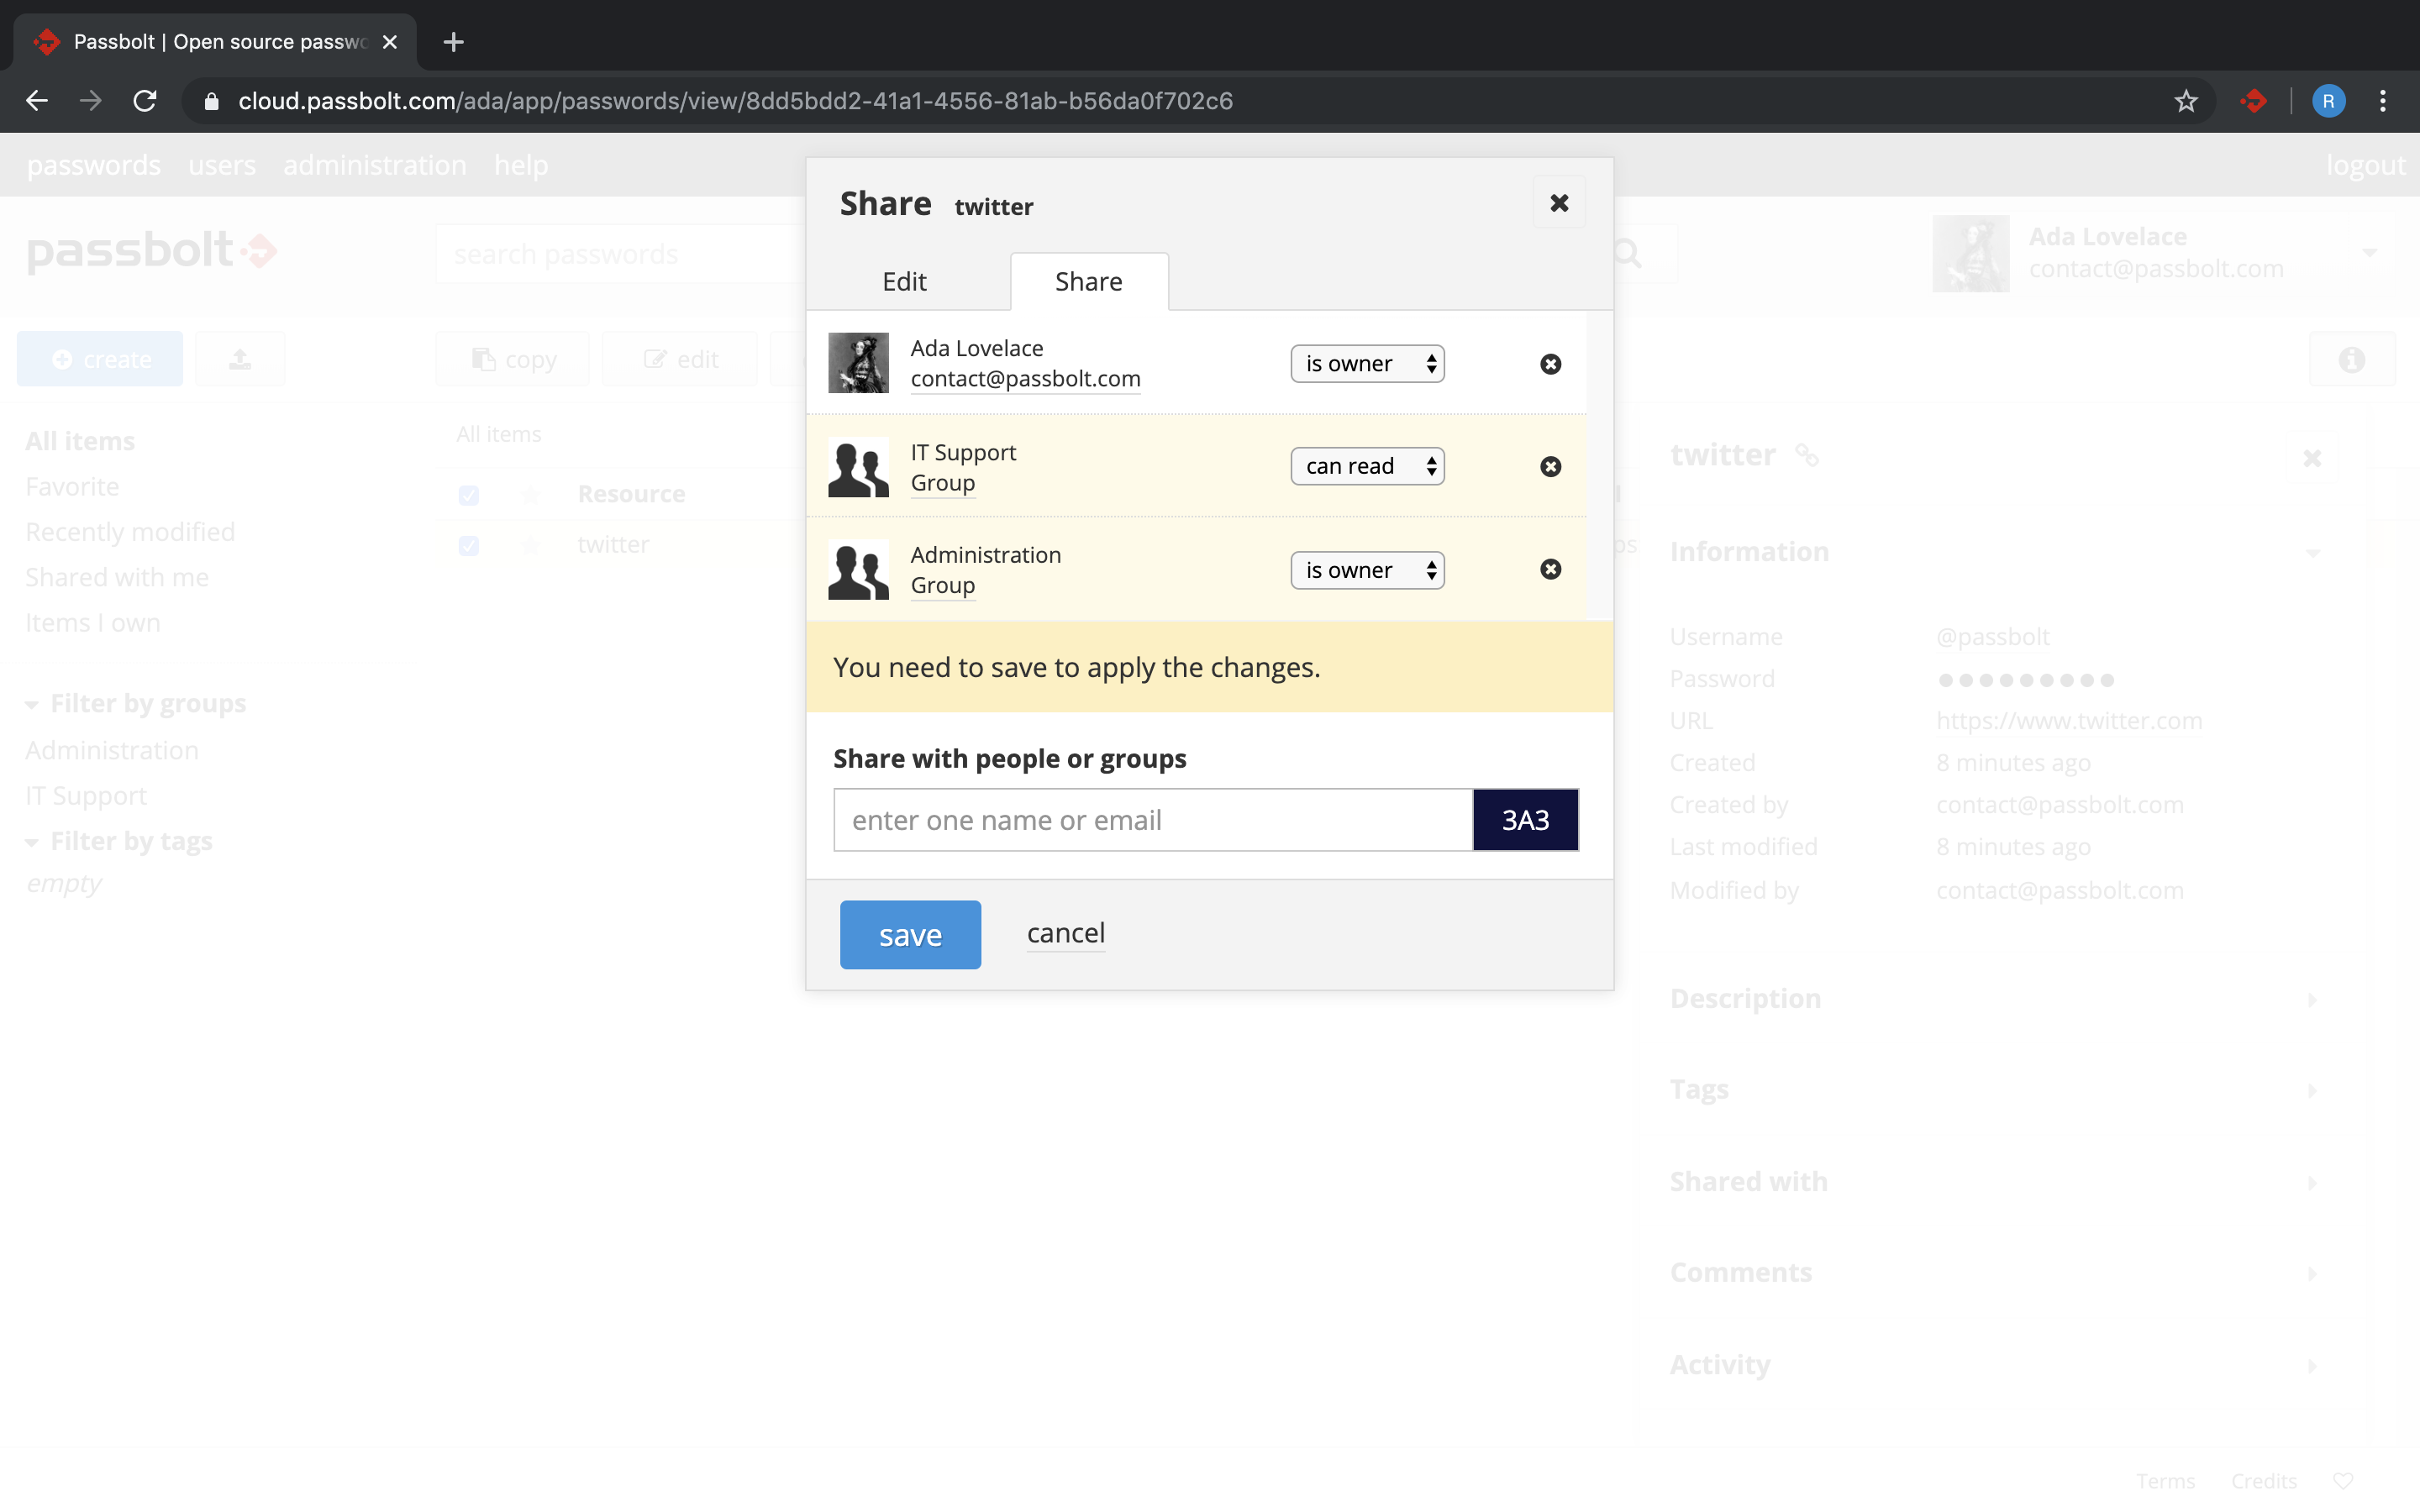 Passbolt | Open source passwo
cloud.passbolt.com/ada/app/passwords/view/8dd5bdd2-41a1-4556-81ab-b56da0f702c6
R
passwords users administration help
logout
passbolt
search passwords
Ada Lovelace
contact@passbolt.com
create
copy
edit
All items
Favorite
Recently modified
Shared with me
Items I own
Filter by groups
Administration
IT Support
Filter by tags
empty
All items
Resource
twitter
Share twitter
Edit
Share
Ada Lovelace
contact@passbolt.com
is owner
IT Support
Group
can read
Administration
Group
is owner
You need to save to apply the changes.
Share with people or groups
enter one name or email
3A3
save
cancel
twitter
Information
Username @passbolt
Password
URL https://www.twitter.com
Created 8 minutes ago
Created by contact@passbolt.com
Last modified 8 minutes ago
Modified by contact@passbolt.com
Description
Tags
Shared with
Comments
Activity
Terms Credits